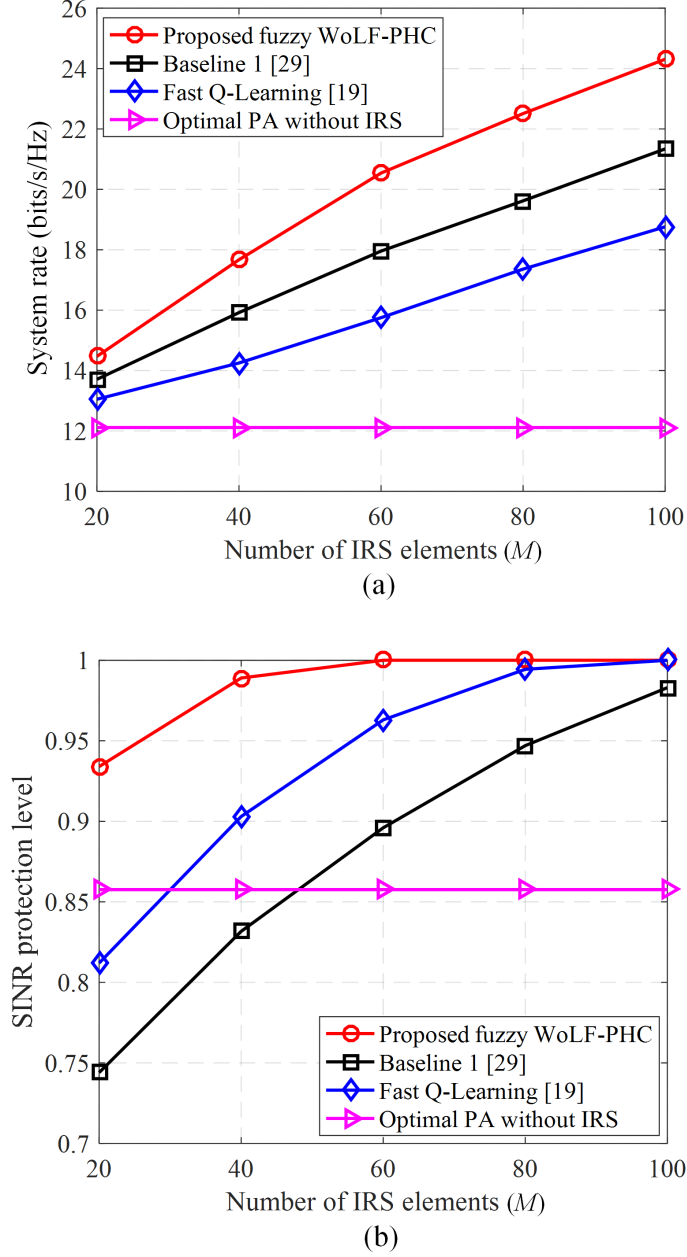 26
24
22
20
18
16
14
12
10
System rate (bits/s/Hz)
Proposed fuzzy WoLF-PHC
Baseline 1 [29]
Fast Q-Learning [19]
Optimal PA without IRS
20 40 60 80 100
Number of IRS elements (M)
(a)
1
0.95
0.9
0.85
0.8
0.75
0.7
SINR protection level
Proposed fuzzy WoLF-PHC
Baseline 1 [29]
Fast Q-Learning [19]
Optimal PA without IRS
20 40 60 80 100
Number of IRS elements (M)
(b)